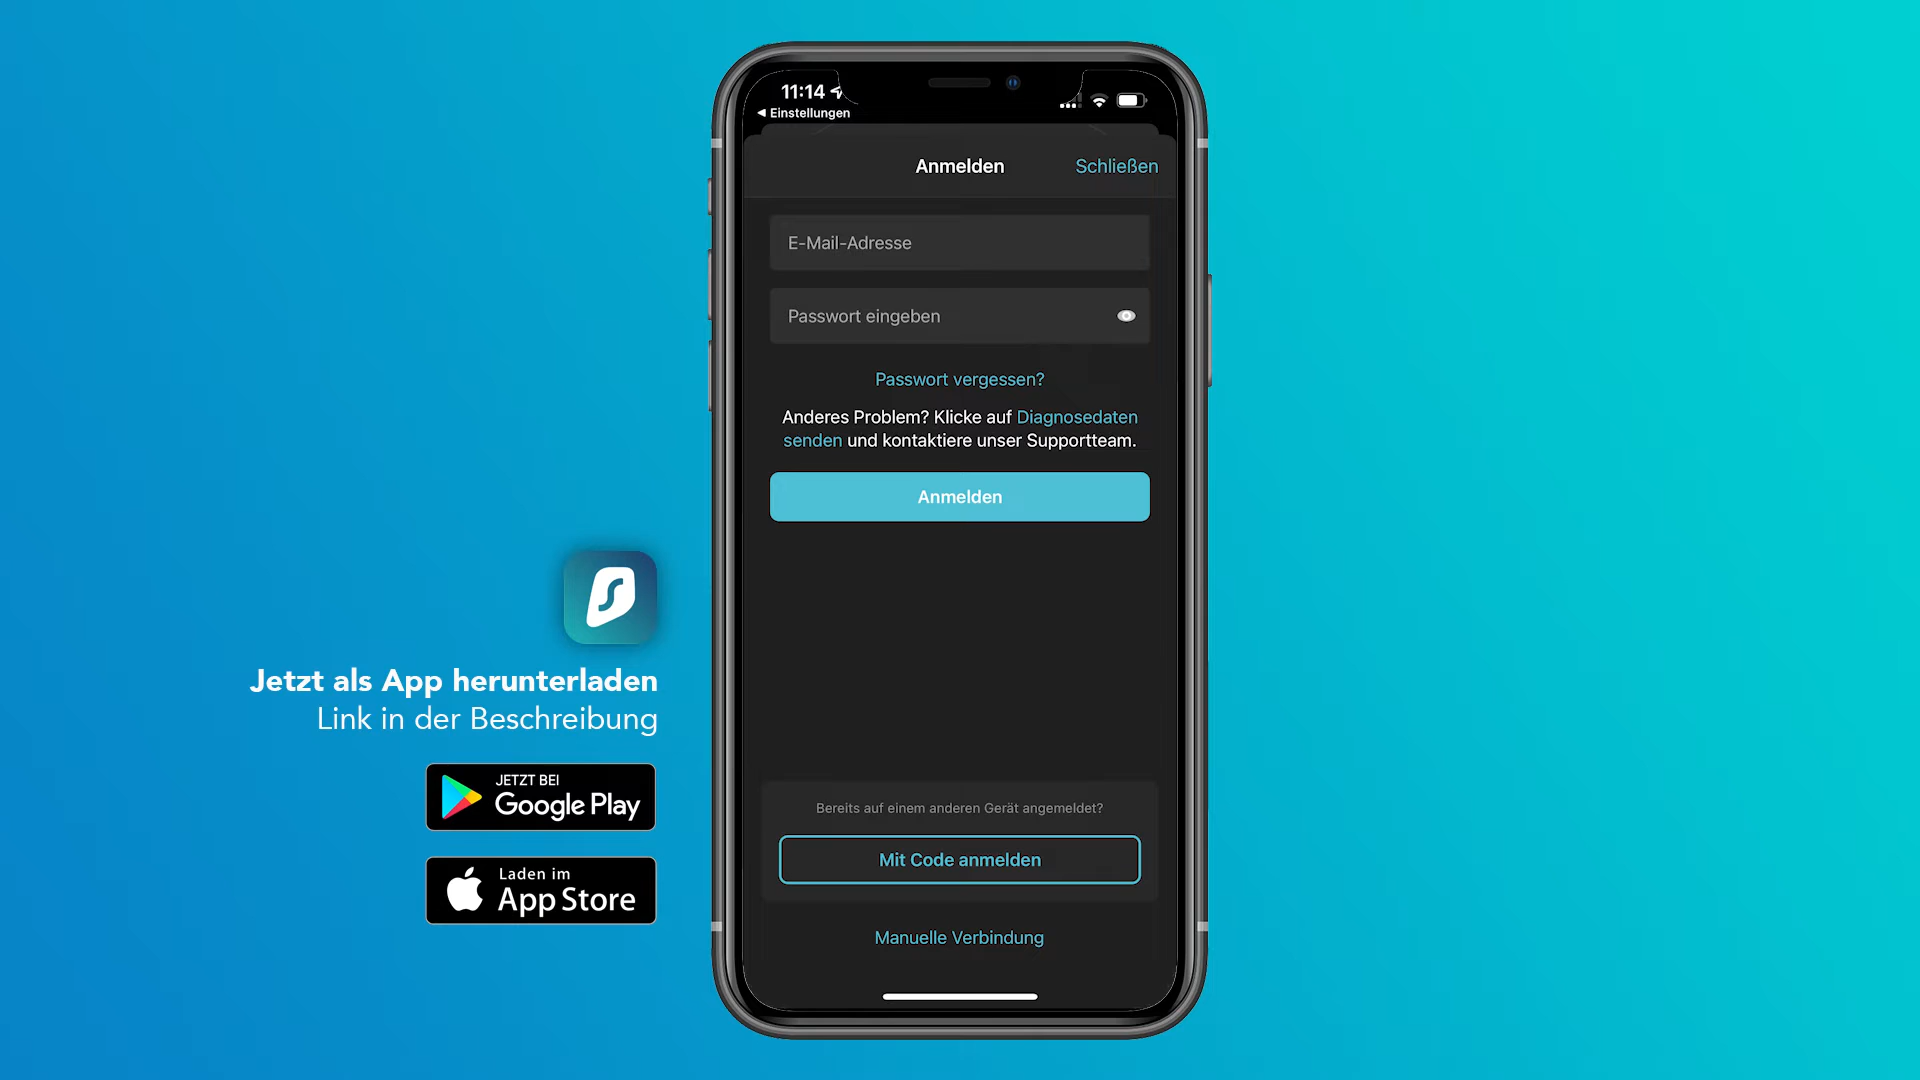 11:14
Einstellungen
Anmelden
Schließen
E-Mail-Adresse
Passwort eingeben
Passwort vergessen?
Anderes Problem? Klicke auf Diagnosedaten
senden und kontaktiere unser Supportteam.
Anmelden
Bereits auf einem anderen Gerät angemeldet?
Mit Code anmelden
Manuelle Verbindung
Jetzt als App herunterladen
Link in der Beschreibung
JETZT BEI
Google Play
Laden im
App Store